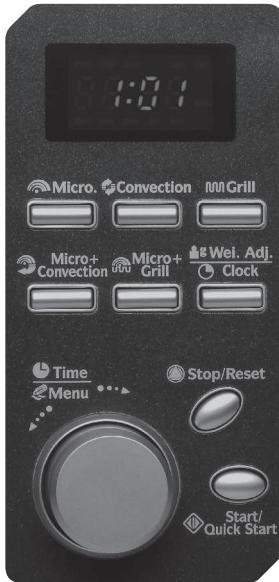 1:01
Micro. Convection Grill
Micro+ Convection
Micro+ Grill
g Wei. Adj.
Clock
Time
Menu
Stop/Reset
Start/
Quick Start